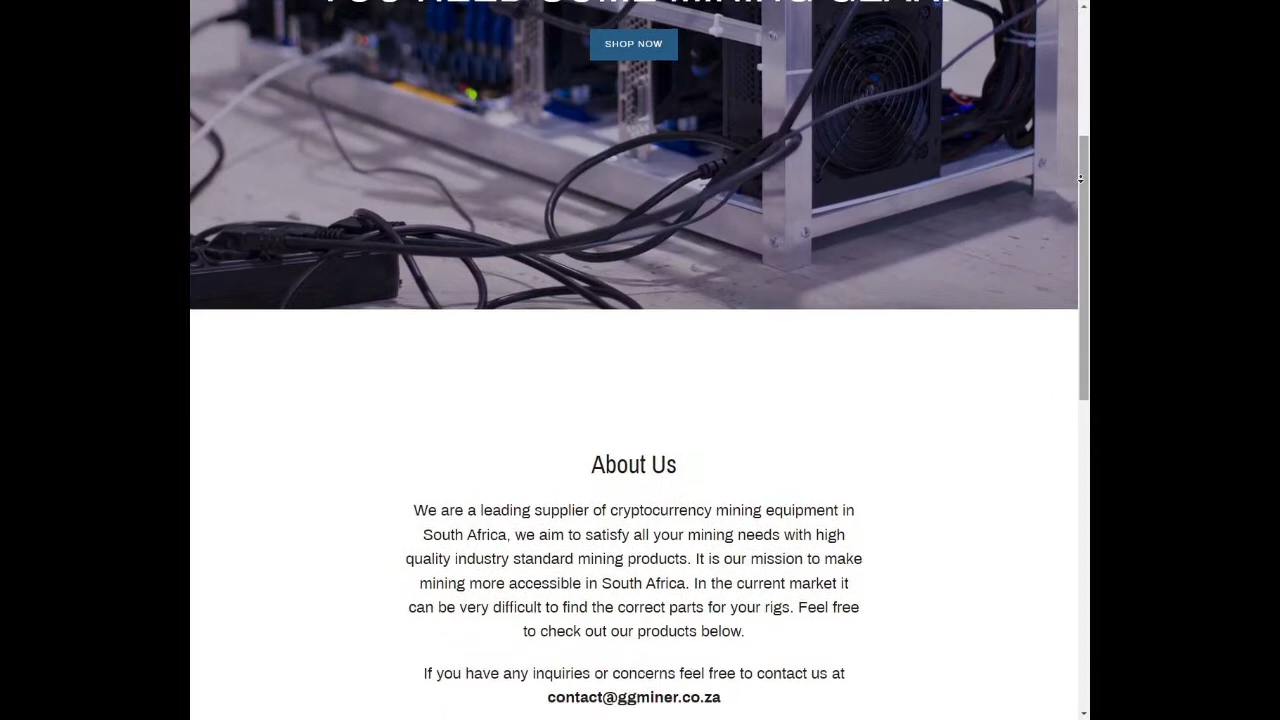 SHOP NOW
About Us
We are a leading supplier of cryptocurrency mining equipment in
South Africa, we aim to satisfy all your mining needs with high
quality industry standard mining products. It is our mission to make
mining more accessible in South Africa. In the current market it
can be very difficult to find the correct parts for your rigs. Feel free
to check out our products below.
If you have any inquiries or concerns feel free to contact us at
contact@ggminer.co.za